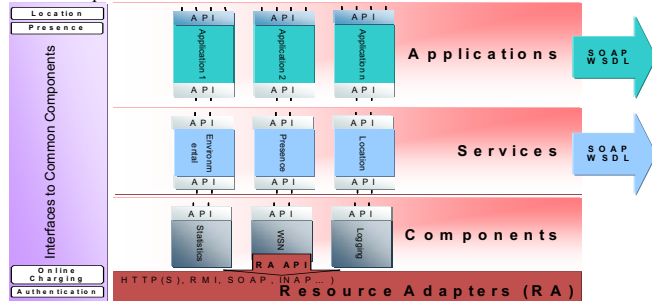 Location
Presence
Interfaces to Common Components
Online
Charging
Authentication
API API API
Application 1 Application 2 Application n
API API API
Applications
SOAP
WSDL
API API API
Environm
ental
Presence
Location
API API API
Services
SOAP
WSDL
API API API
Statistics WSN Logging
Components
RA API
HTTP(S), RMI, SOAP, INAP...)
Resource Adapters (RA)